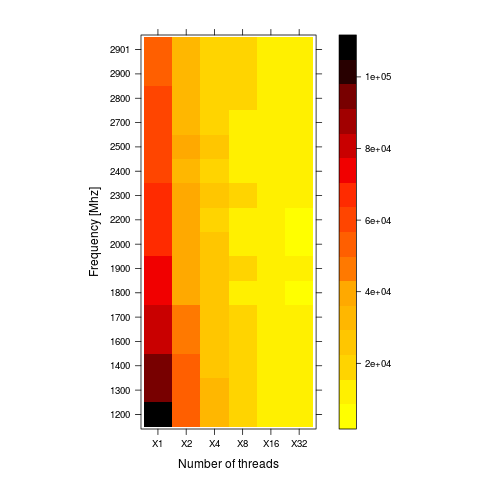 2901
2900
2800
2700
2500
2400
2300
2200
2000
1900
1800
1700
1600
1400
1300
1200
Frequency [Mhz]
X1 X2 X4 X8 X16 X32
Number of threads
1e+05
8e+04
6e+04
4e+04
2e+04